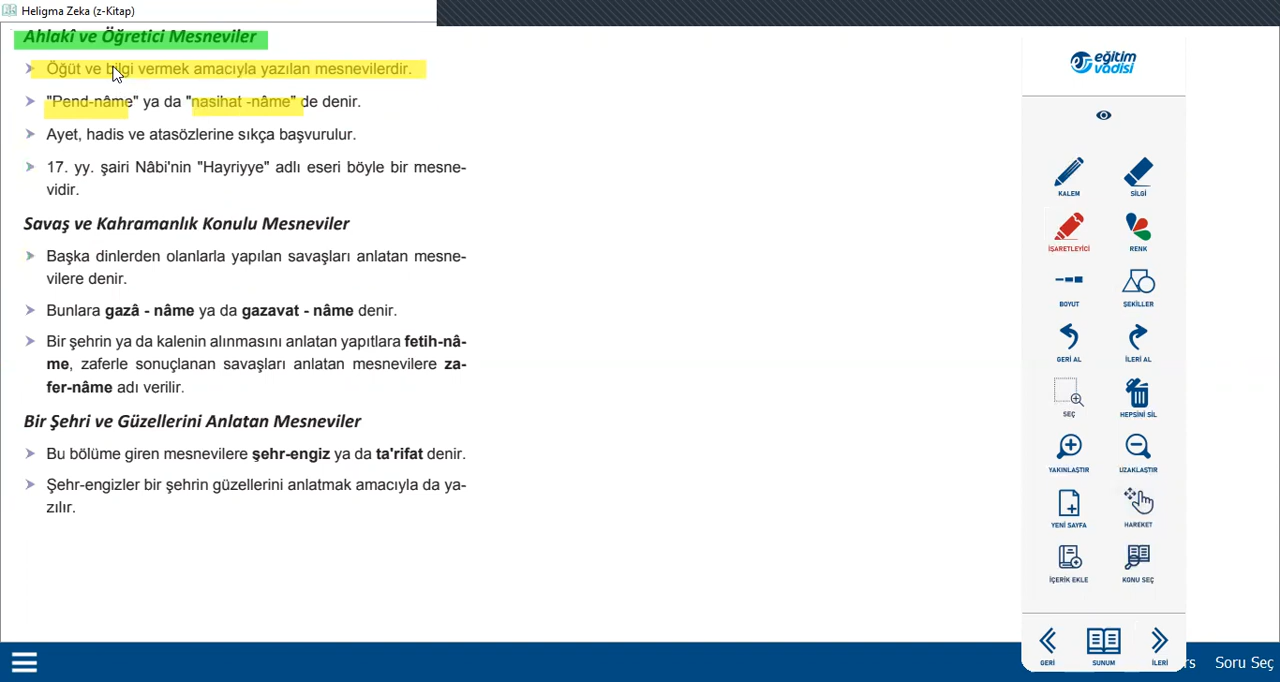 Heligma Zeka (z-Kitap)
Ahlakî ve Öğretici Mesneviler
Öğüt ve bilgi vermek amacıyla yazılan mesnevilerdir.
"Pend-nâme" ya da "nasihat -nâme" de denir.
Ayet, hadis ve atasözlerine sıkça başvurulur.
17. yy. şairi Nâbi'nin "Hayriyye" adlı eseri böyle bir mesne-
vidir.
Savaş ve Kahramanlık Konulu Mesneviler
Başka dinlerden olanlarla yapılan savaşları anlatan mesne-
vilere denir.
Bunlara gazâ - nâme ya da gazavat - nâme denir.
Bir şehrin ya da kalenin alınmasını anlatan yapıtlara fetih-nâ-
me, zaferle sonuçlanan savaşları anlatan mesnevilere za-
fer-nâme adı verilir.
Bir Şehri ve Güzellerini Anlatan Mesneviler
Bu bölüme giren mesnevilere şehr-engiz ya da ta'rifat denir.
Şehr-engizler bir şehrin güzellerini anlatmak amacıyla da ya-
zılır.
eğitim
vadisi
KALEM SİLGİ
İŞARETLEYİCİ RENK
BOYUT ŞEKİLLER
GERİ AL İLERİ AL
SEÇ HEPSİNİ SİL
YAKINLAŞTIR UZAKLAŞTIR
YENİ SAYFA HAREKET
İÇERİK EKLE KONU SEÇ
GERİ SUNUM İLERİ
rs Soru Seç